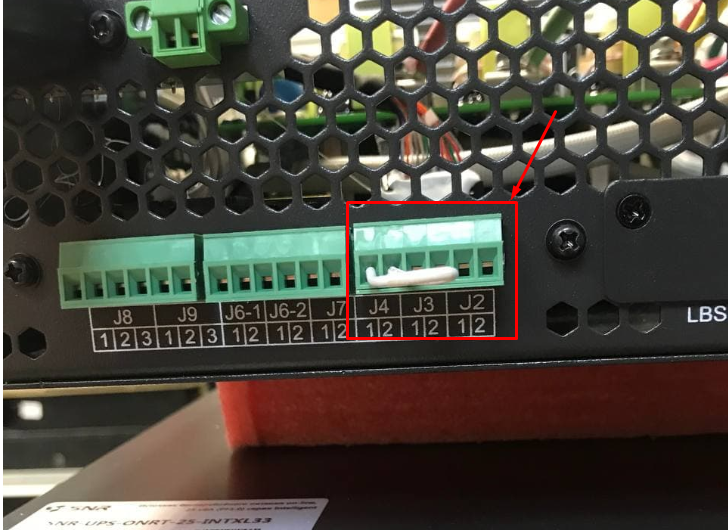 LBS
J8 J9 J6-1 J6-2 J7 J4 J3 J2
1 2 3 1 2 3 1 2 1 2 1 2 1 2 1 2 1 2
SNR
SNR-UPS-ONRT-25-INTXL33